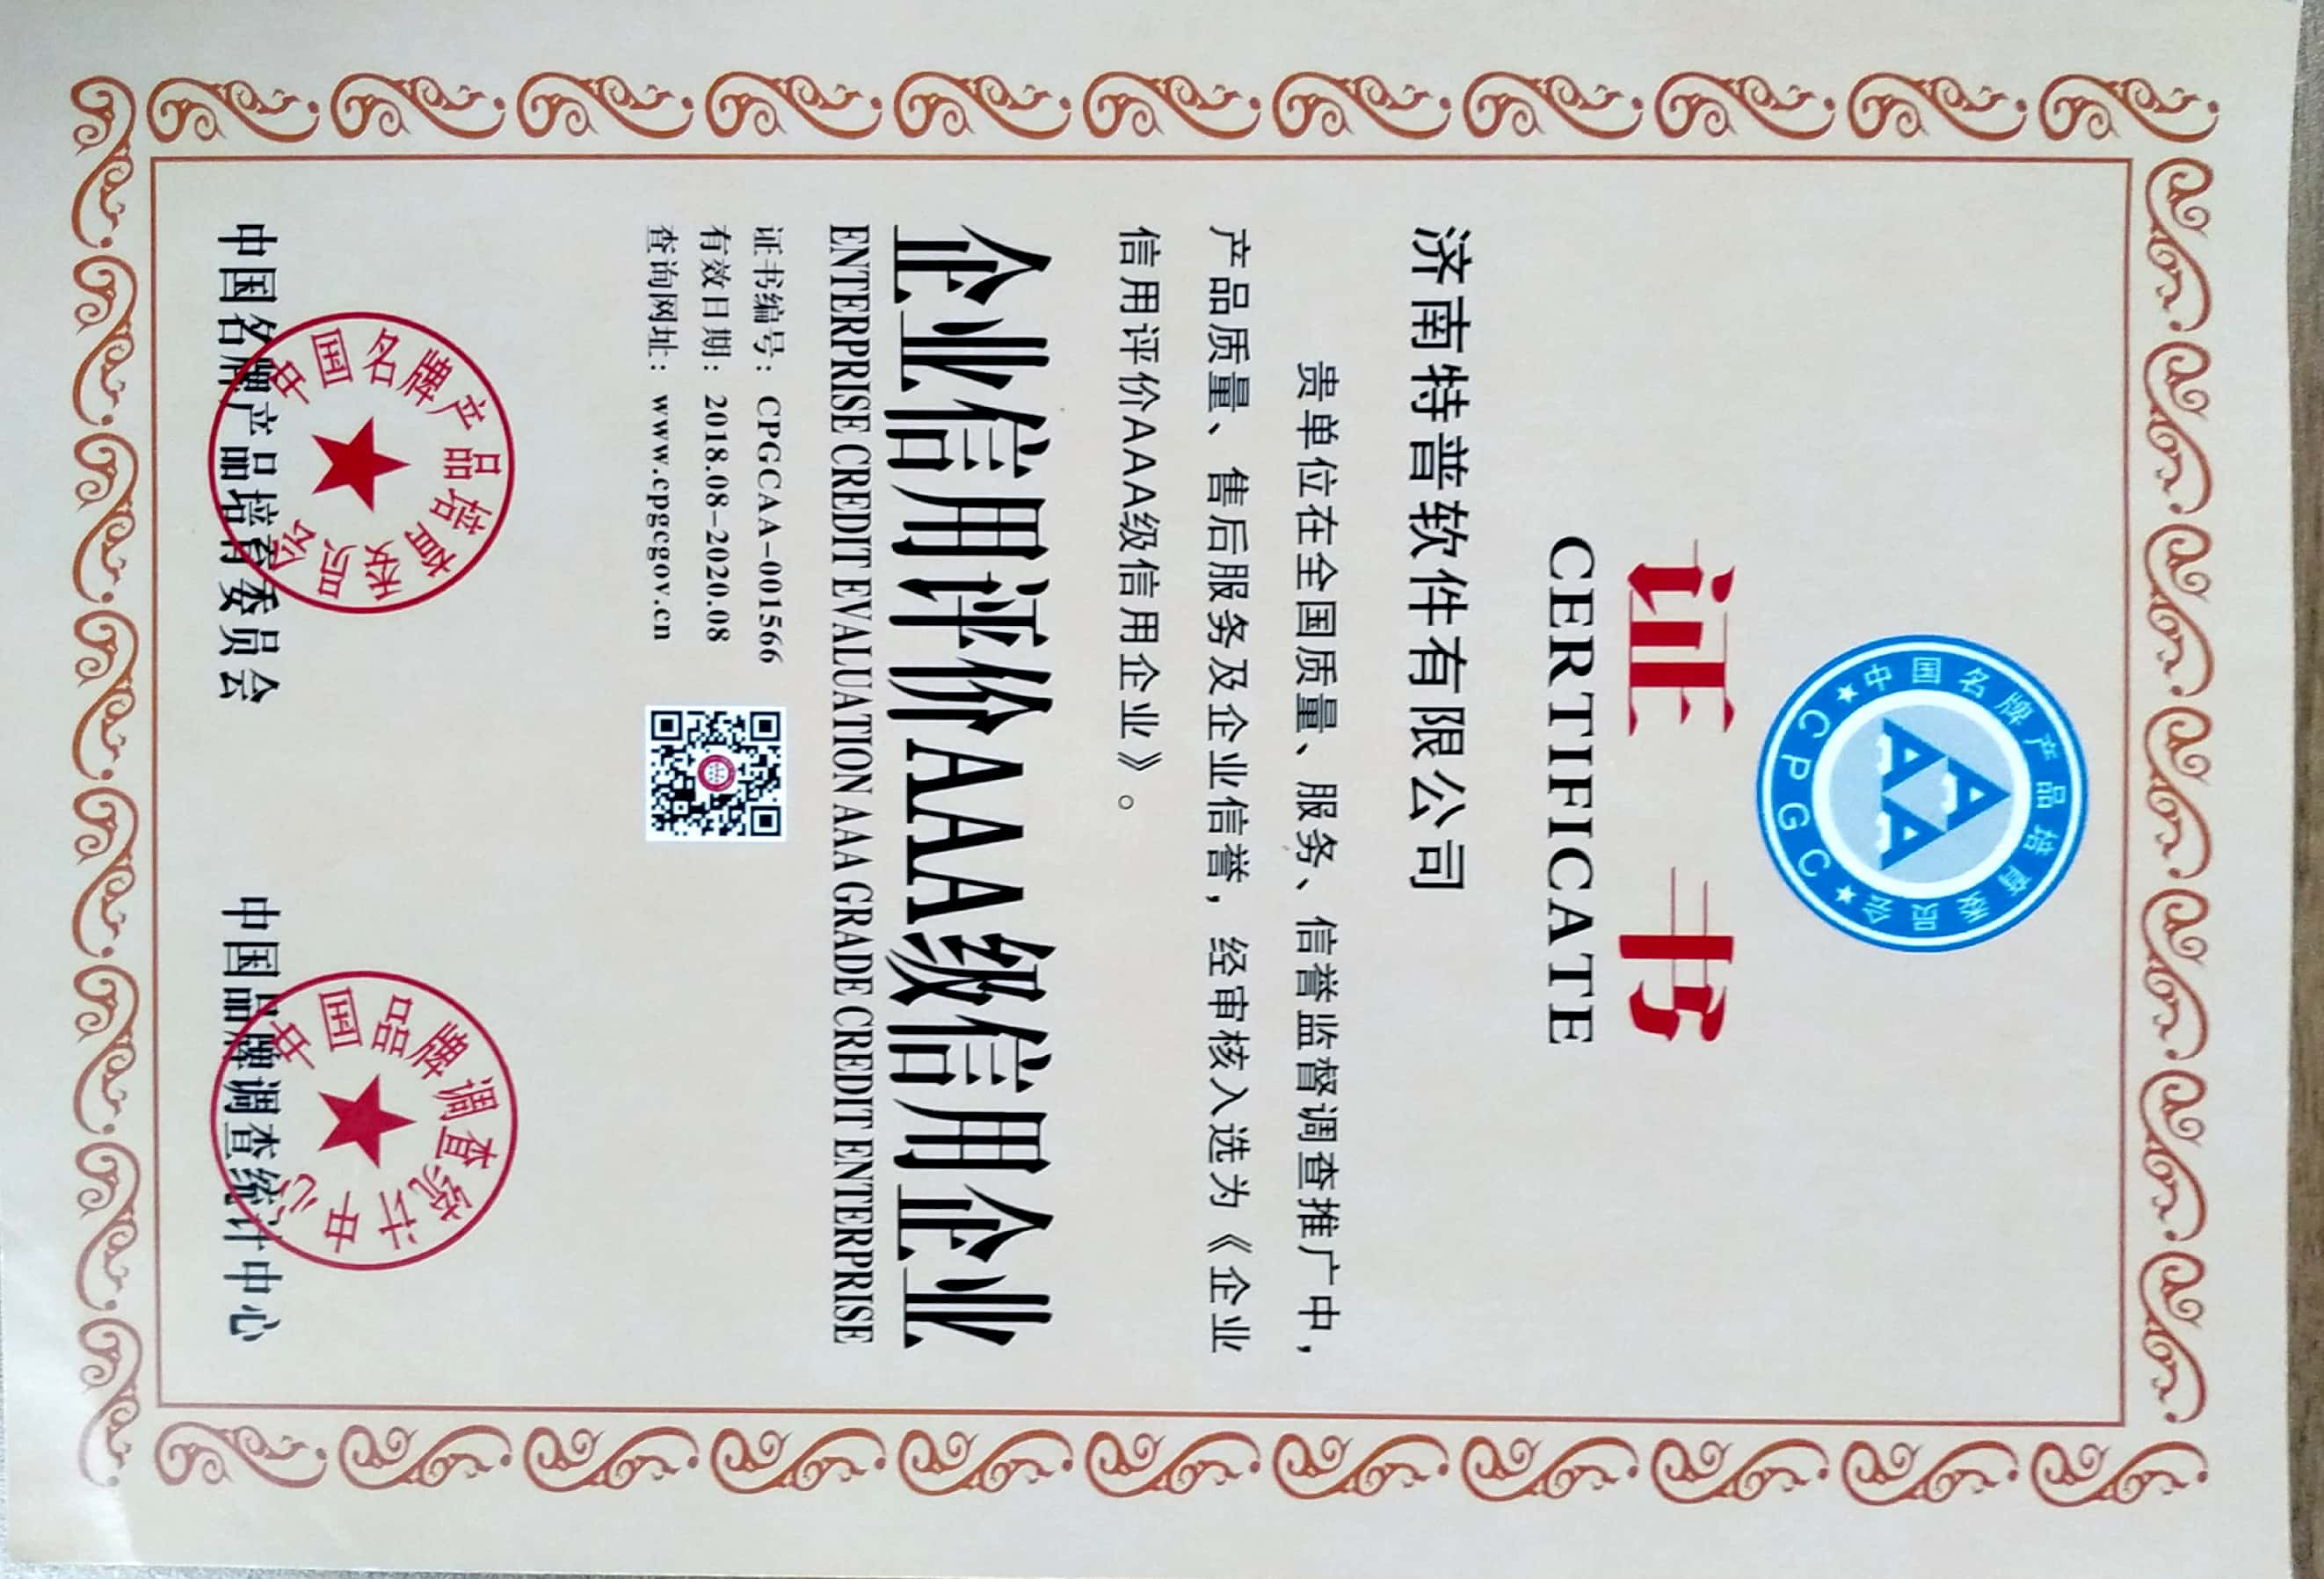 中国名牌产品培育委员会
★CPGC★
证书
CERTIFICATE
济南特普软件有限公司
贵单位在全国质量、服务、信誉监督调查推广中，
产品质量、售后服务及企业信誉，经审核入选为《企业
信用评价AAA级信用企业》。
企业信用评价AAA级信用企业
ENTERPRISE CREDIT EVALUATION AAA GRADE CREDIT ENTERPRISE
证书编号：CPGCAA-001566
有效日期：2018.08-2020.08
查询网址：www.cpgcgov.cn
中国名牌产品培育委员会
中国品牌调查统计中心
中国名牌产品培育委员会
中国品牌调查统计中心